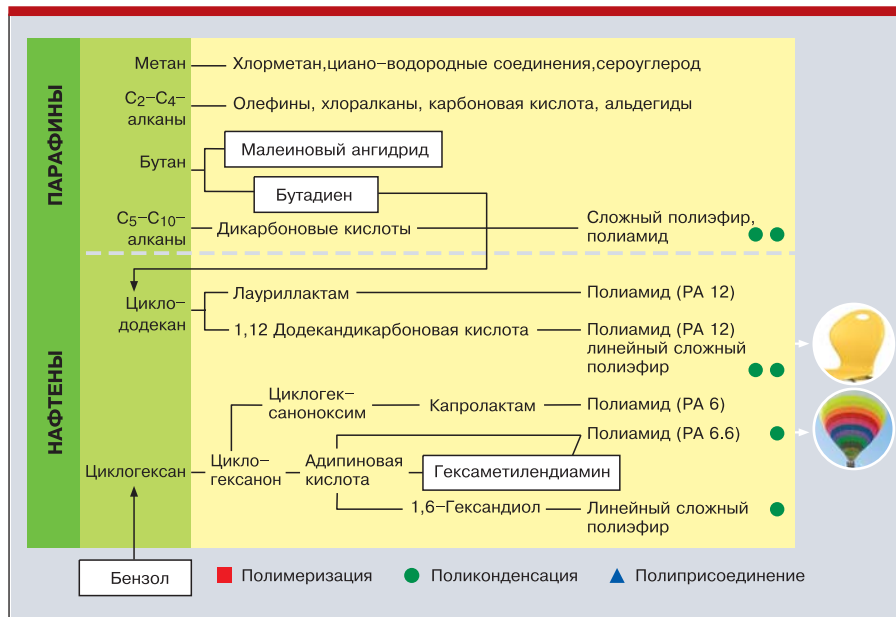 ПАРАФИНЫ
Метан
Хлорметан,циано–водородные соединения,сероуглерод
C2–C4–
алканы
Олефины, хлоралканы, карбоновая кислота, альдегиды
Бутан
Малеиновый ангидрид
Бутадиен
C5–C10–
алканы
Дикарбоновые кислоты
Сложный полиэфир,
полиамид
НАФТЕНЫ
Цикло–
додекан
Лауриллактам
Полиамид (PA 12)
1,12 Додекандикарбоновая кислота
Полиамид (PA 12)
линейный сложный
полиэфир
Циклогек–
саноноксим
Капролактам
Полиамид (PA 6)
Полиамид (PA 6.6)
Циклогексан
Цикло–
гексанон
Адипиновая
кислота
Гексаметилендиамин
1,6–Гександиол
Линейный сложный
полиэфир
Бензол
Полимеризация
Поликонденсация
Полиприсоединение